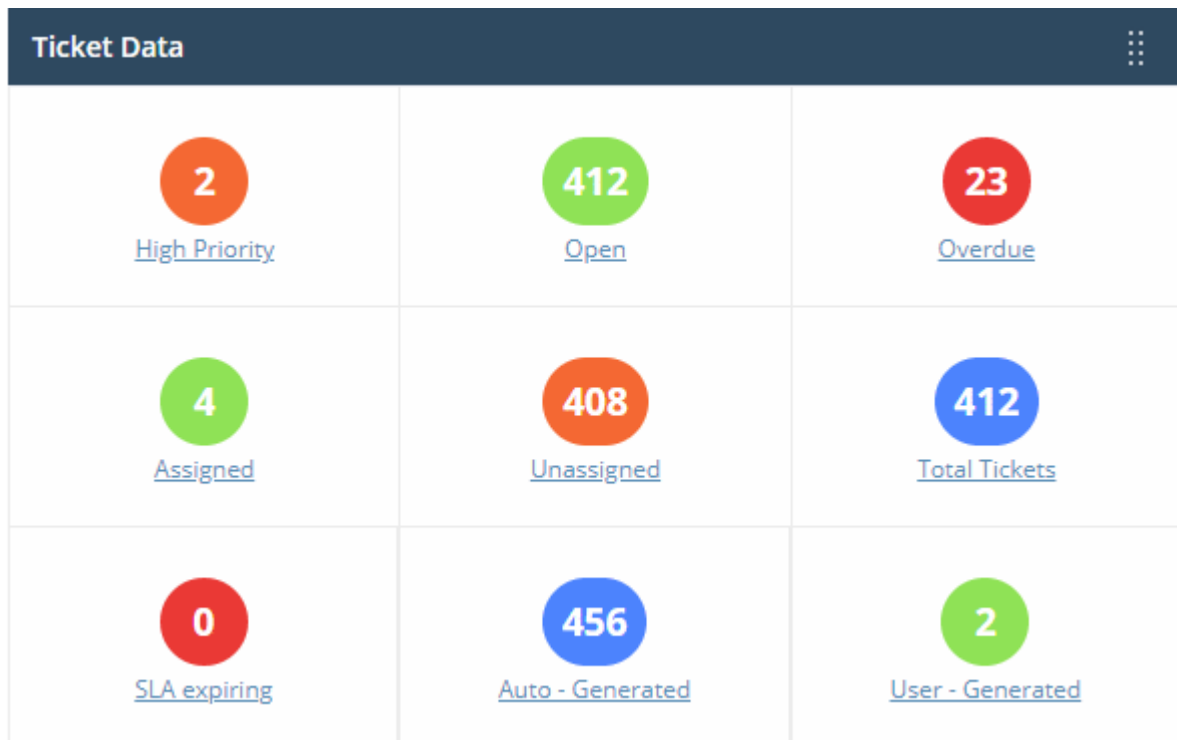 Ticket Data
2
High Priority
412
Open
23
Overdue
4
Assigned
408
Unassigned
412
Total Tickets
0
SLA expiring
456
Auto - Generated
2
User - Generated